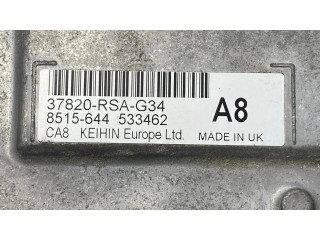 37820-RSA-G34
8515-644 533462
A8
CA8 KEIHIN Europe Ltd. MADE IN UK